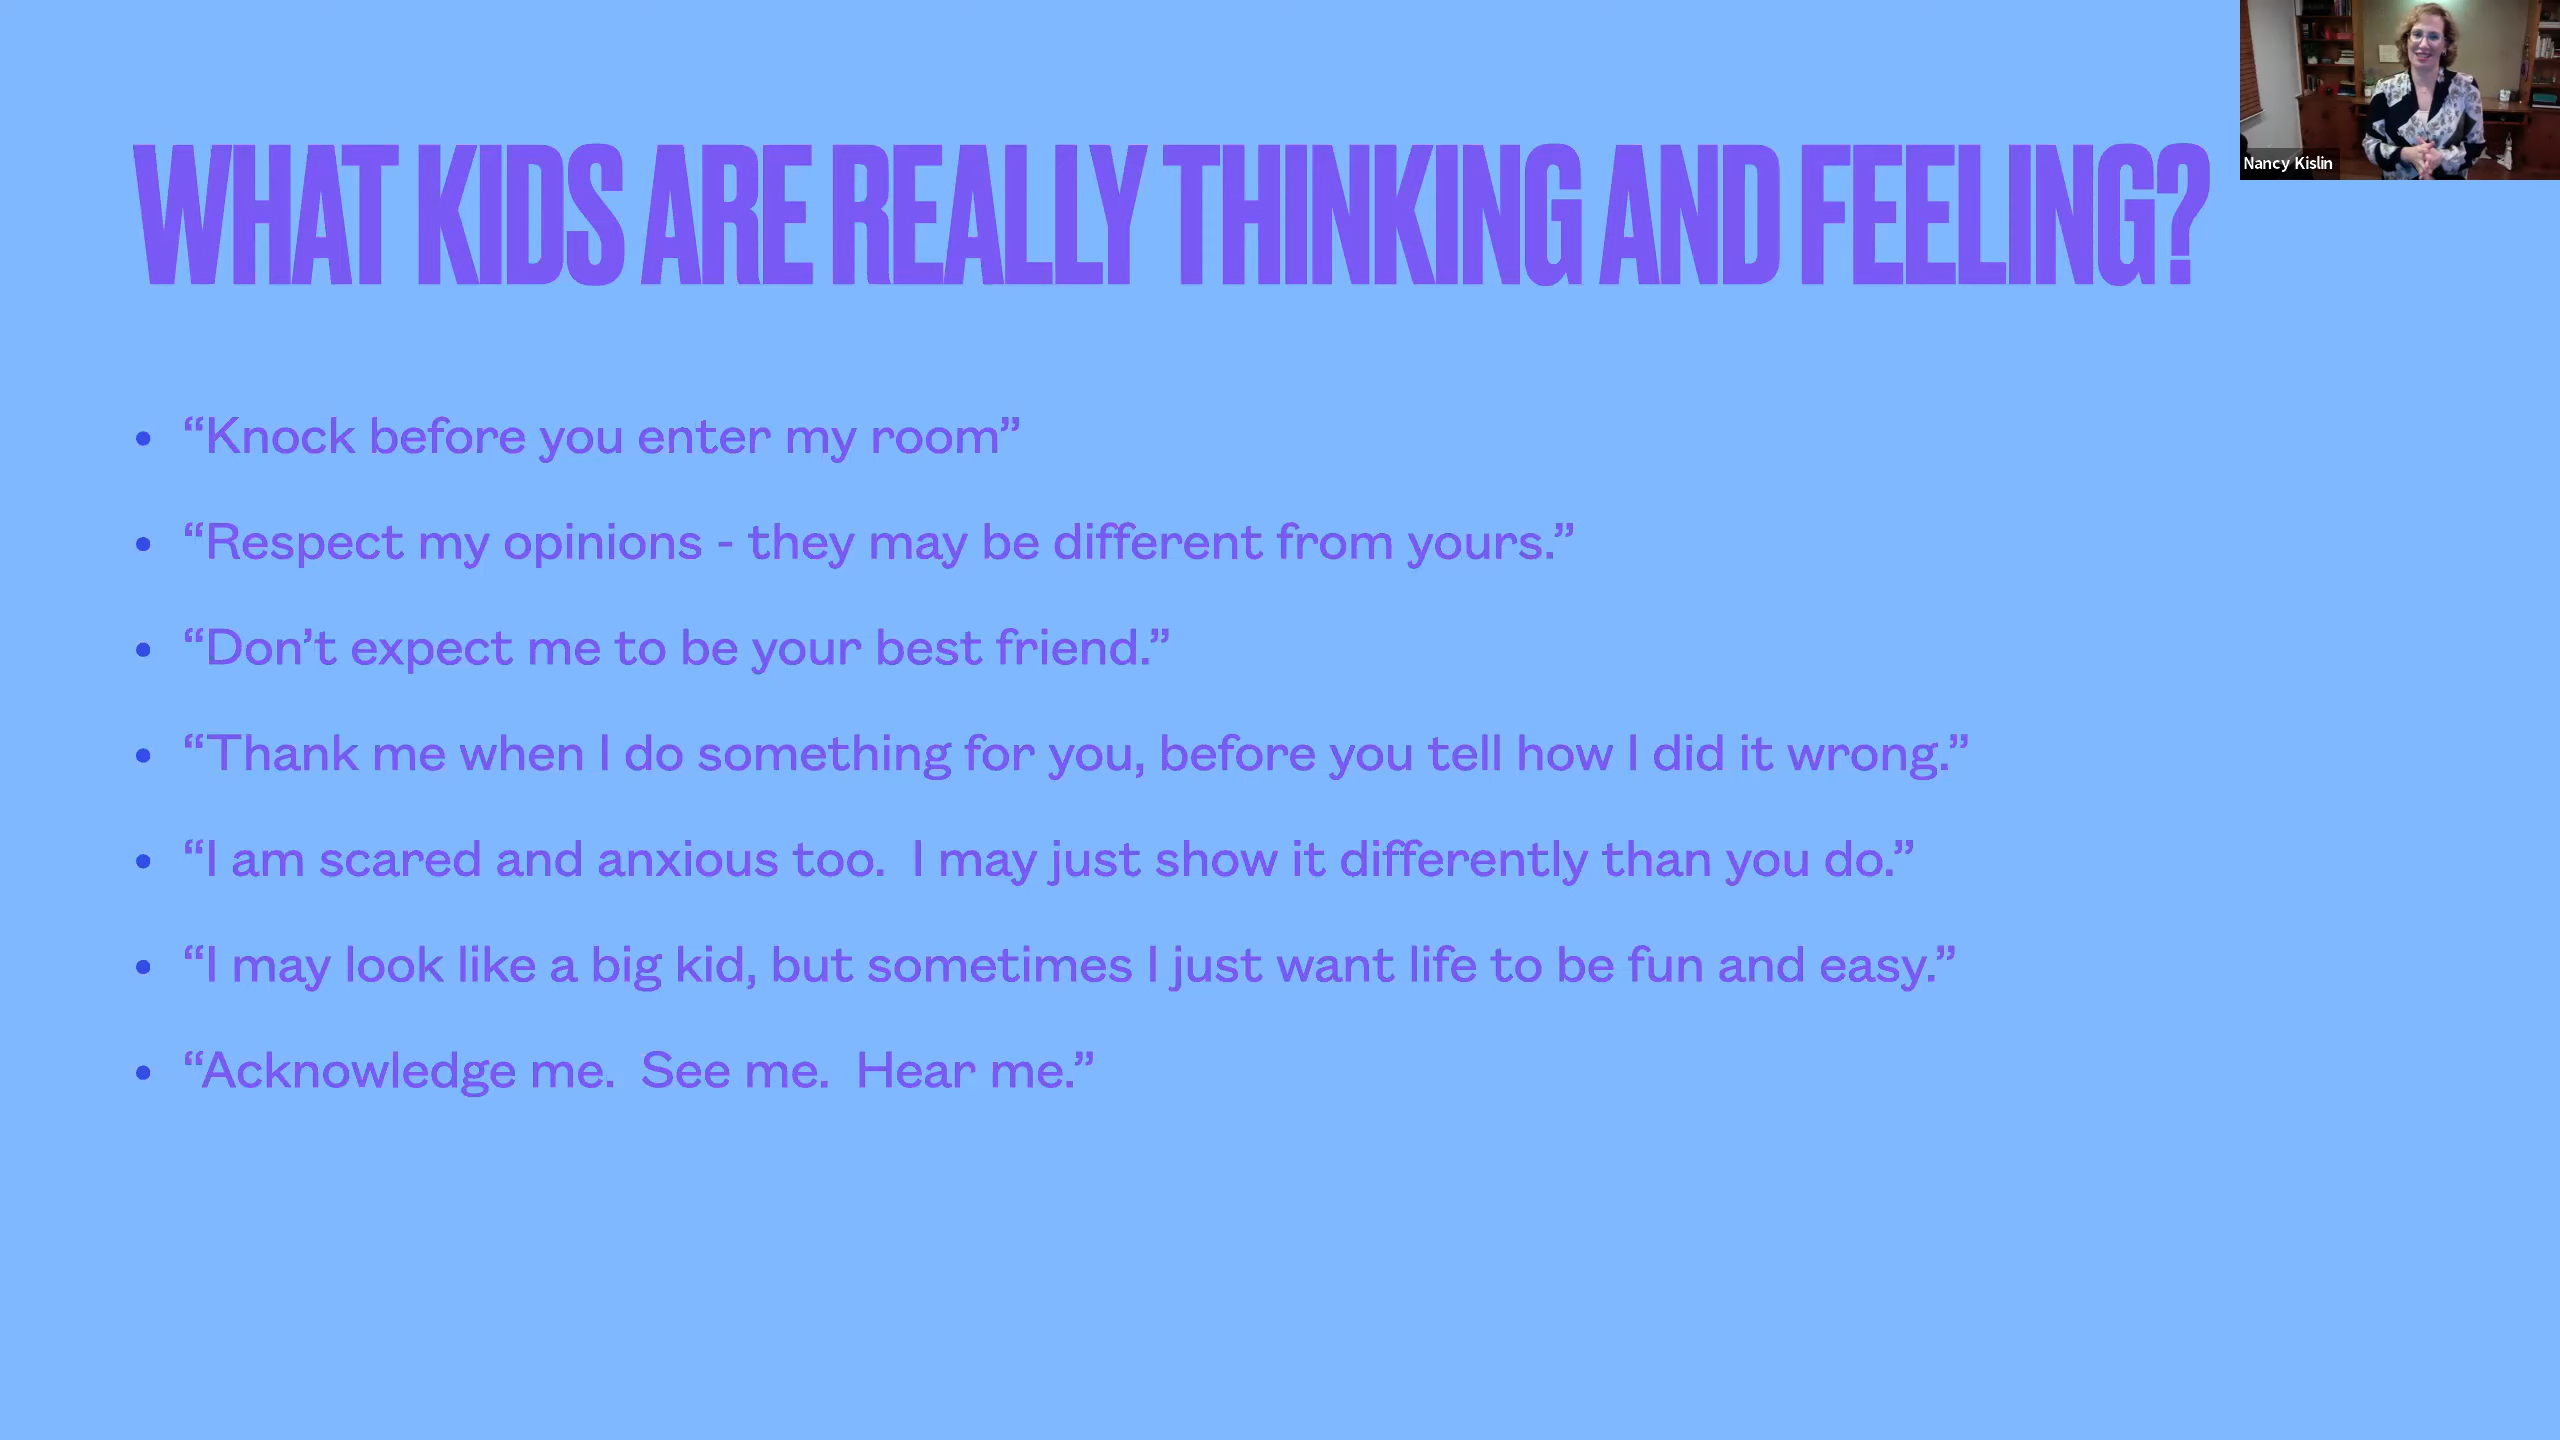 WHAT KIDS ARE REALLY THINKING AND FEELING?
Nancy Kislin
• “Knock before you enter my room”
• “Respect my opinions - they may be different from yours.”
• “Don’t expect me to be your best friend.”
• “Thank me when I do something for you, before you tell how I did it wrong.”
• “I am scared and anxious too.  I may just show it differently than you do.”
• “I may look like a big kid, but sometimes I just want life to be fun and easy.”
• “Acknowledge me.  See me.  Hear me.”